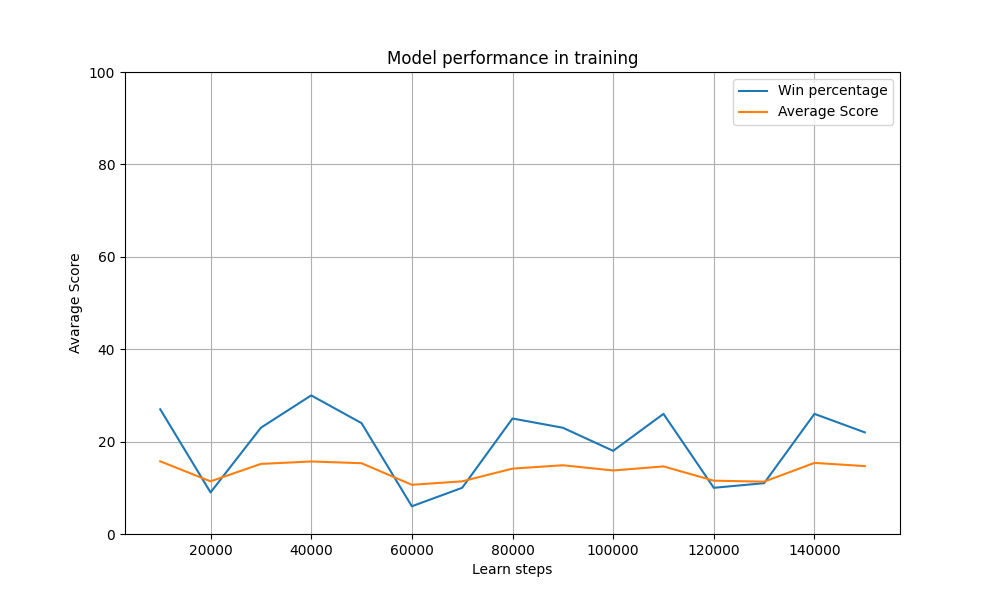 Model performance in training
Win percentage
Average Score
100
80
60
40
20
0
Avarage Score
20000 40000 60000 80000 100000 120000 140000
Learn steps